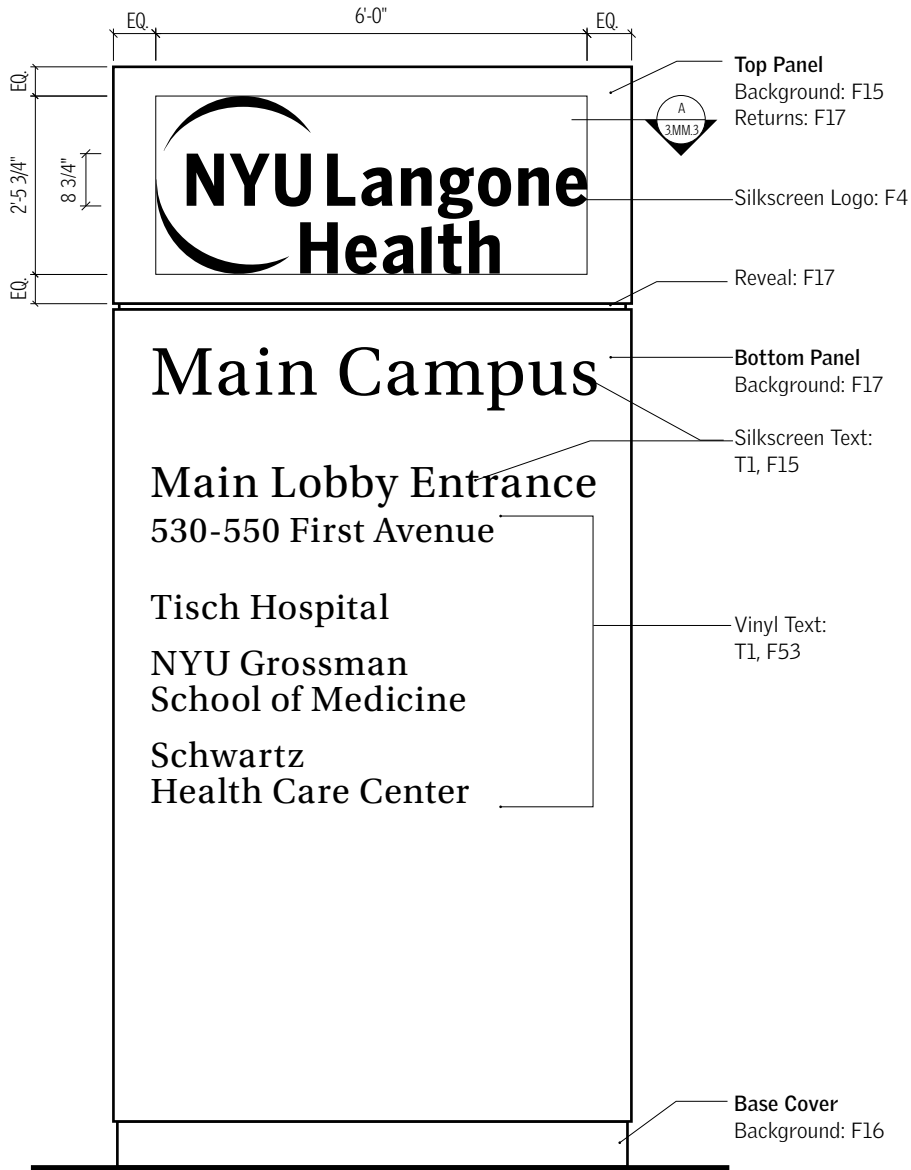 EQ. 6'-0" EQ.
EQ.
2'-5 3/4"
8 3/4"
EQ.
NYU Langone
Health
Main Campus
Main Lobby Entrance
530-550 First Avenue
Tisch Hospital
NYU Grossman
School of Medicine
Schwartz
Health Care Center
Top Panel
Background: F15
Returns: F17
A
3.MM.3
Silkscreen Logo: F4
Reveal: F17
Bottom Panel
Background: F17
Silkscreen Text:
T1, F15
Vinyl Text:
T1, F53
Base Cover
Background: F16